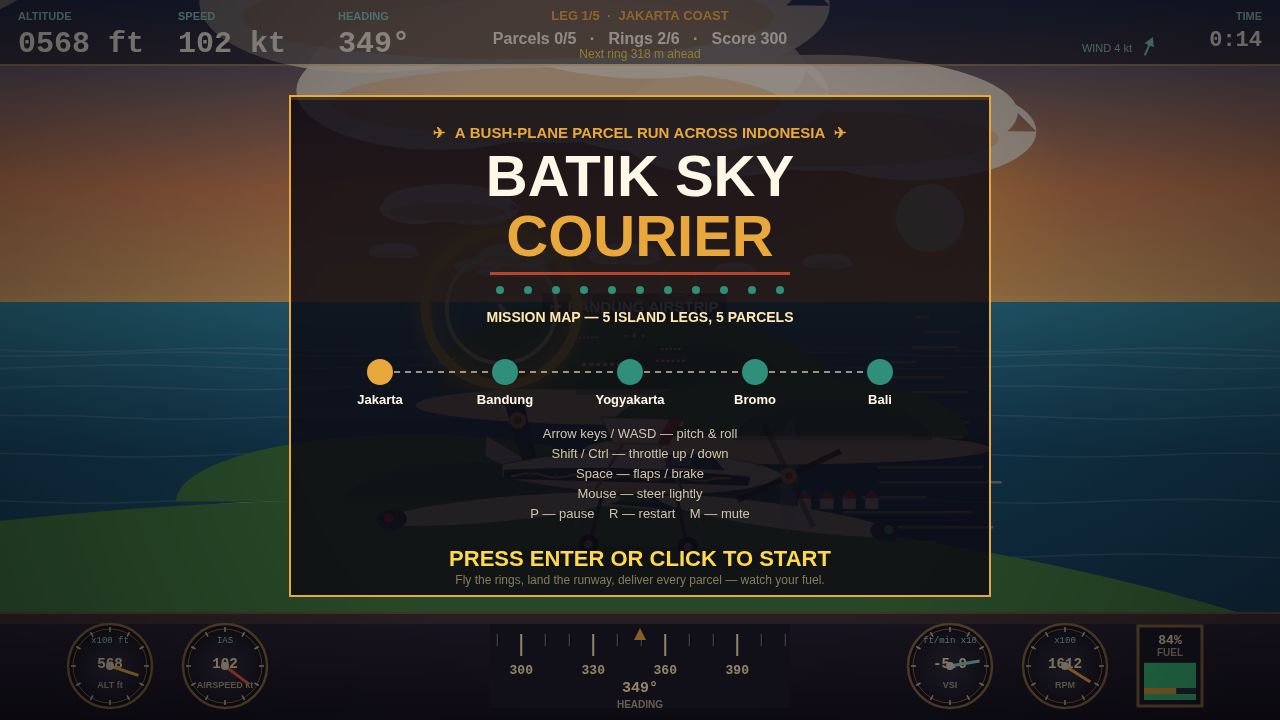 ALTITUDE
SPEED
HEADING
LEG 1/5 · JAKARTA COAST
TIME
0568 ft
102 kt
349°
Parcels 0/5 · Rings 2/6 · Score 300
Next ring 318 m ahead
WIND 4 kt
0:14
✈ A BUSH-PLANE PARCEL RUN ACROSS INDONESIA ✈
BATIK SKY
COURIER
BANDUNG AIRSTRIP
MISSION MAP — 5 ISLAND LEGS, 5 PARCELS
Jakarta
Bandung
Yogyakarta
Bromo
Bali
Arrow keys / WASD — pitch & roll
Shift / Ctrl — throttle up / down
Space — flaps / brake
Mouse — steer lightly
P — pause R — restart M — mute
PRESS ENTER OR CLICK TO START
Fly the rings, land the runway, deliver every parcel — watch your fuel.
x100 ft
568
ALT ft
IAS
102
AIRSPEED kt
300
330
360
390
349°
HEADING
ft/min x10
VSI
x100
1612
RPM
84%
FUEL